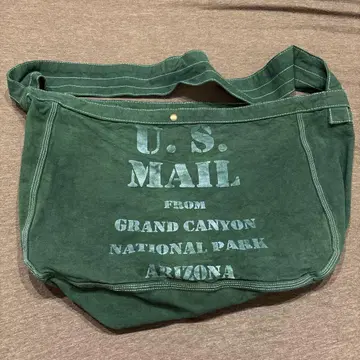 U. S.
MAIL
FROM
GRAND CANYON
NATIONAL PARK
ARIZONA